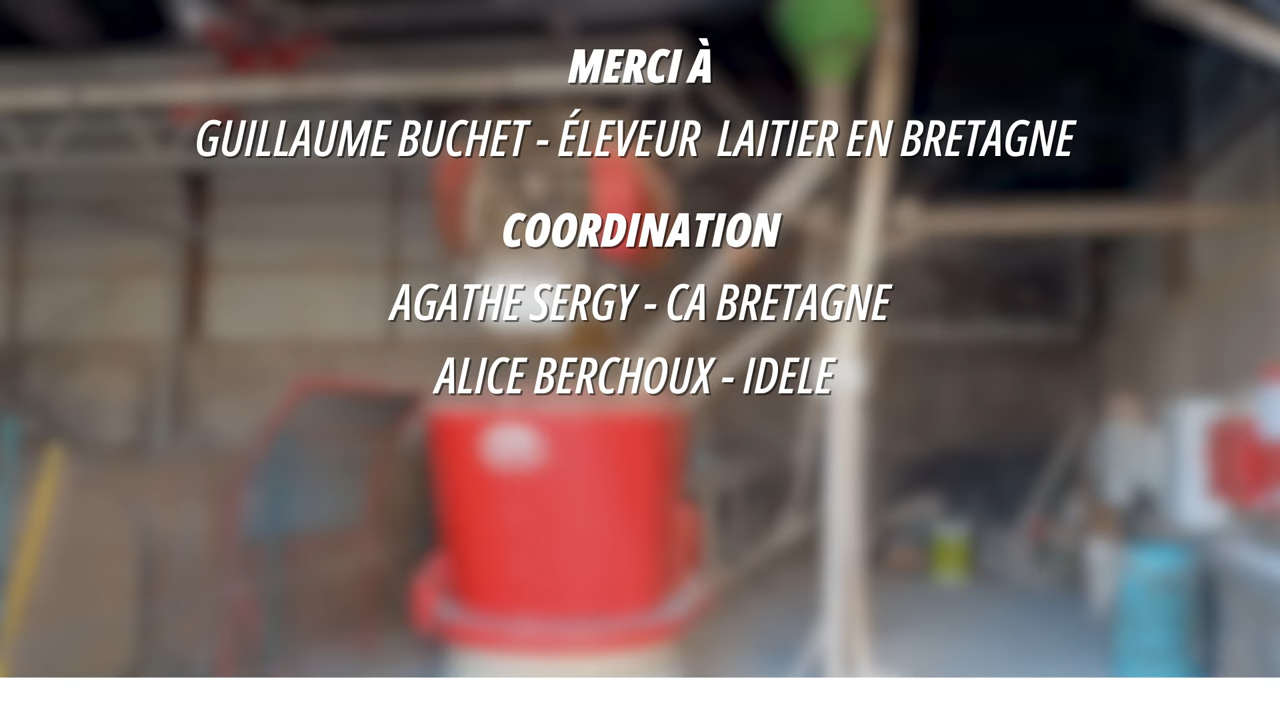 MERCI À
GUILLAUME BUCHET - ÉLEVEUR LAITIER EN BRETAGNE
COORDINATION
AGATHE SERGY - CA BRETAGNE
ALICE BERCHOUX - IDELE